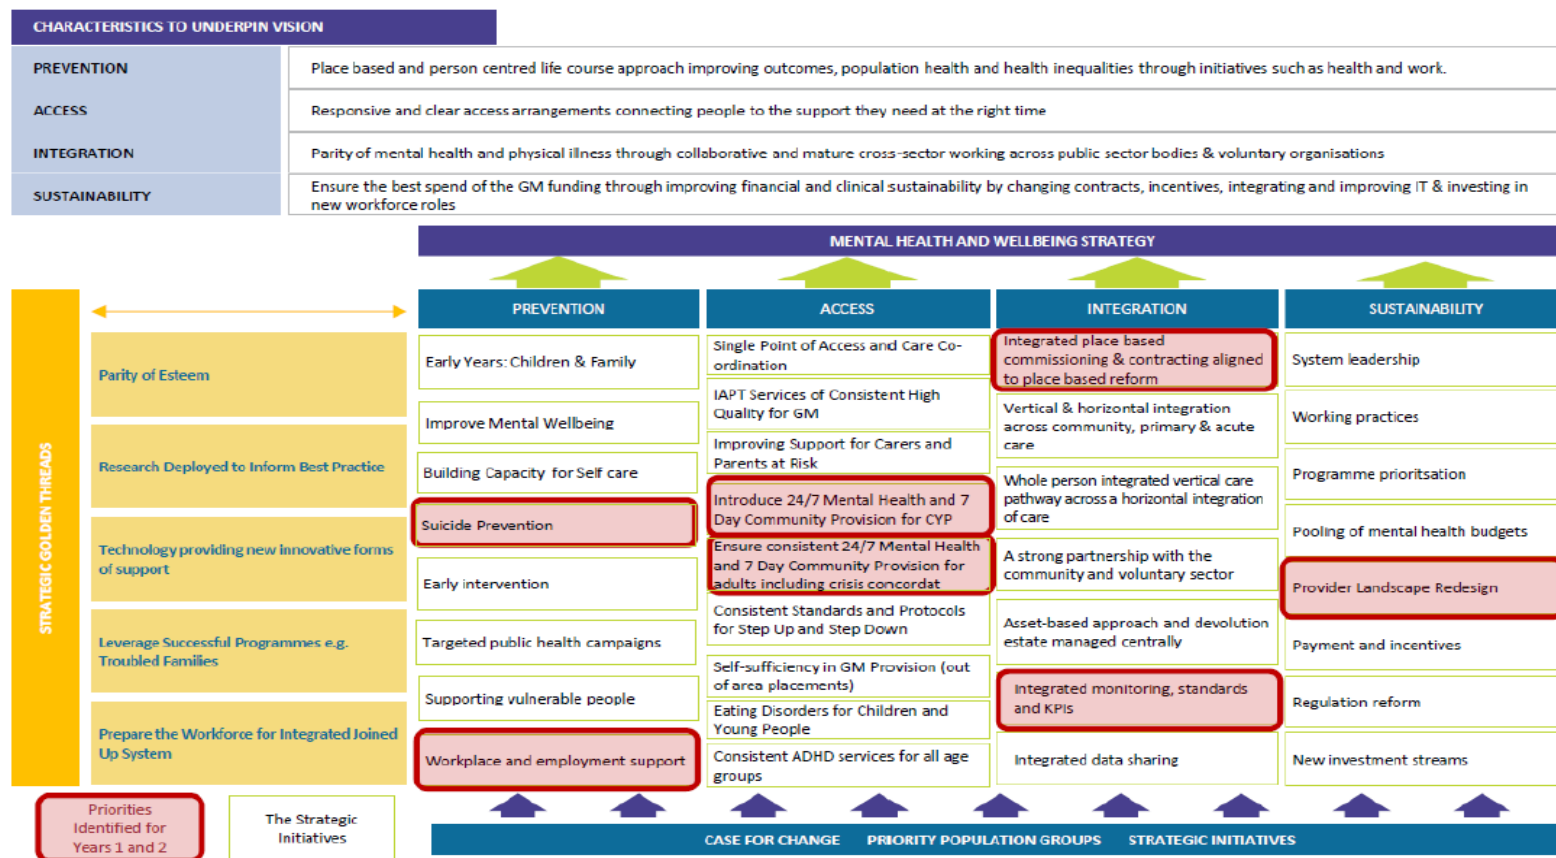 CHARACTERISTICS TO UNDERPIN VISION
PREVENTION
Place based and person centred life course approach improving outcomes, population health and health inequalities through initiatives such as health and work.
ACCESS
Responsive and clear access arrangements connecting people to the support they need at the right time
INTEGRATION
Parity of mental health and physical illness through collaborative and mature cross-sector working across public sector bodies & voluntary organisations
SUSTAINABILITY
Ensure the best spend of the GM funding through improving financial and clinical sustainability by changing contracts, incentives, integrating and improving IT & investing in
new workforce roles
MENTAL HEALTH AND WELLBEING STRATEGY
STRATEGIC GOLDEN THREADS
Parity of Esteem
Research Deployed to Inform Best Practice
Technology providing new innovative forms
of support
Leverage Successful Programmes e.g.
Troubled Families
Prepare the Workforce for Integrated Joined
Up System
PREVENTION
Early Years: Children & Family
Improve Mental Wellbeing
Building Capacity for Self care
Suicide Prevention
Early intervention
Targeted public health campaigns
Supporting vulnerable people
Workplace and employment support
ACCESS
Single Point of Access and Care Co-
ordination
IAPT Services of Consistent High
Quality for GM
Improving Support for Carers and
Parents at Risk
Introduce 24/7 Mental Health and 7
Day Community Provision for CYP
Ensure consistent 24/7 Mental Health
and 7 Day Community Provision for
adults including crisis concordat
Consistent Standards and Protocols
for Step Up and Step Down
Self-sufficiency in GM Provision (out
of area placements)
Eating Disorders for Children and
Young People
Consistent ADHD services for all age
groups
INTEGRATION
Integrated place based
commissioning & contracting aligned
to place based reform
Vertical & horizontal integration
across community, primary & acute
care
Whole person integrated vertical care
pathway across a horizontal integration
of care
A strong partnership with the
community and voluntary sector
Asset-based approach and devolution
estate managed centrally
Integrated monitoring, standards
and KPIs
Integrated data sharing
SUSTAINABILITY
System leadership
Working practices
Programme prioritsation
Pooling of mental health budgets
Provider Landscape Redesign
Payment and incentives
Regulation reform
New investment streams
Priorities
Identified for
Years 1 and 2
The Strategic
Initiatives
CASE FOR CHANGE PRIORITY POPULATION GROUPS STRATEGIC INITIATIVES